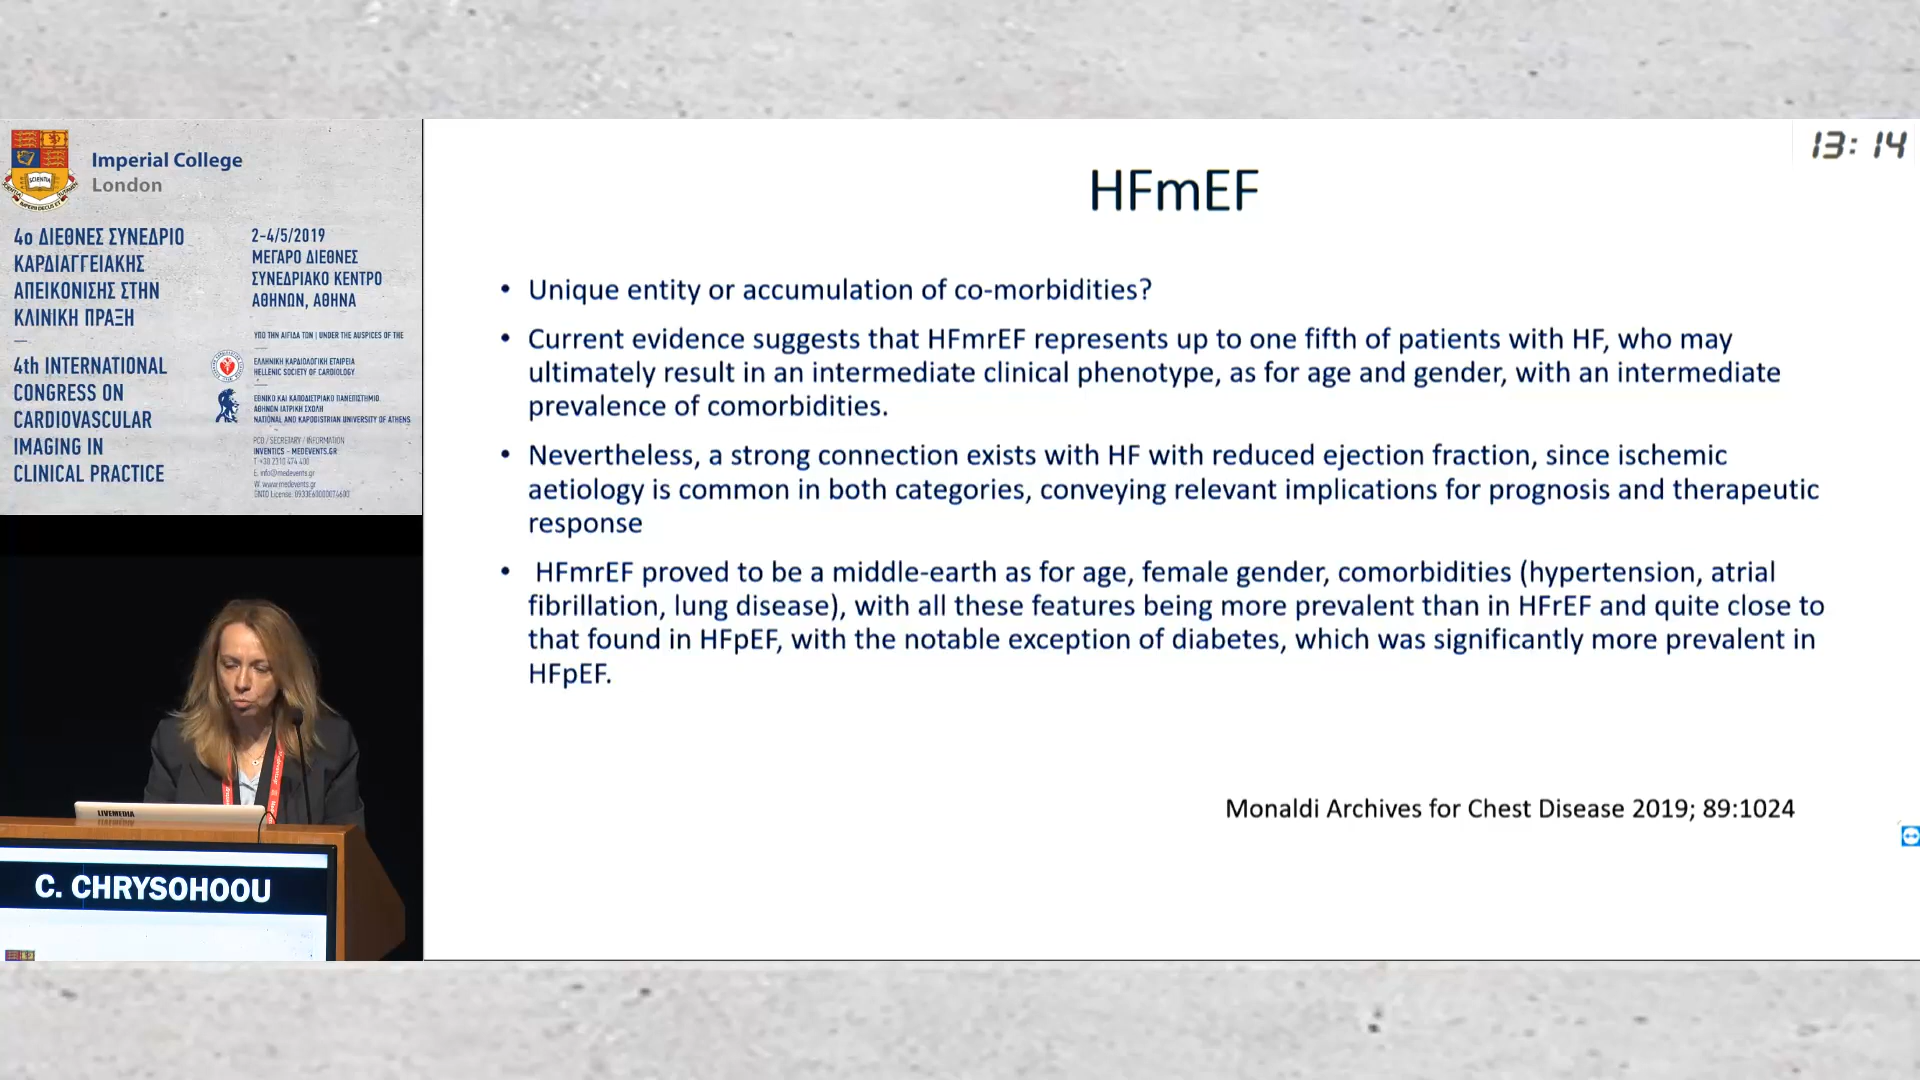 Imperial College
London
4ο ΔΙΕΘΝΕΣ ΣΥΝΕΔΡΙΟ
ΚΑΡΔΙΑΓΓΕΙΑΚΗΣ
ΑΠΕΙΚΟΝΙΣΗΣ ΣΤΗΝ
ΚΛΙΝΙΚΗ ΠΡΑΞΗ
4th INTERNATIONAL
CONGRESS ON
CARDIOVASCULAR
IMAGING IN
CLINICAL PRACTICE
2-4/5/2019
ΜΕΓΑΡΟ ΔΙΕΘΝΕΣ
ΣΥΝΕΔΡΙΑΚΟ ΚΕΝΤΡΟ
ΑΘΗΝΩΝ, ΑΘΗΝΑ
ΥΠΟ ΤΗΝ ΑΙΓΙΔΑ ΤΩΝ | UNDER THE AUSPICES OF THE
ΕΛΛΗΝΙΚΗ ΚΑΡΔΙΟΛΟΓΙΚΗ ΕΤΑΙΡΕΙΑ
HELLENIC SOCIETY OF CARDIOLOGY
ΕΘΝΙΚΟ ΚΑΙ ΚΑΠΟΔΙΣΤΡΙΑΚΟ ΠΑΝΕΠΙΣΤΗΜΙΟ
ΑΘΗΝΩΝ ΙΑΤΡΙΚΗ ΣΧΟΛΗ
NATIONAL AND KAPODISTRIAN UNIVERSITY OF ATHENS
PCO / SECRETARY / INFORMATION
INVENTICS - MEDEVENTS.GR
T: +30 2310 474 400
E. info@medevents.gr
W. www.medevents.gr
LIVEMEDIA
C. CHRYSOHOOU
13:14
HFmEF
• Unique entity or accumulation of co-morbidities?
• Current evidence suggests that HFmrEF represents up to one fifth of patients with HF, who may
ultimately result in an intermediate clinical phenotype, as for age and gender, with an intermediate
prevalence of comorbidities.
• Nevertheless, a strong connection exists with HF with reduced ejection fraction, since ischemic
aetiology is common in both categories, conveying relevant implications for prognosis and therapeutic
response
• HFmrEF proved to be a middle-earth as for age, female gender, comorbidities (hypertension, atrial
fibrillation, lung disease), with all these features being more prevalent than in HFrEF and quite close to
that found in HFpEF, with the notable exception of diabetes, which was significantly more prevalent in
HFpEF.
Monaldi Archives for Chest Disease 2019; 89:1024